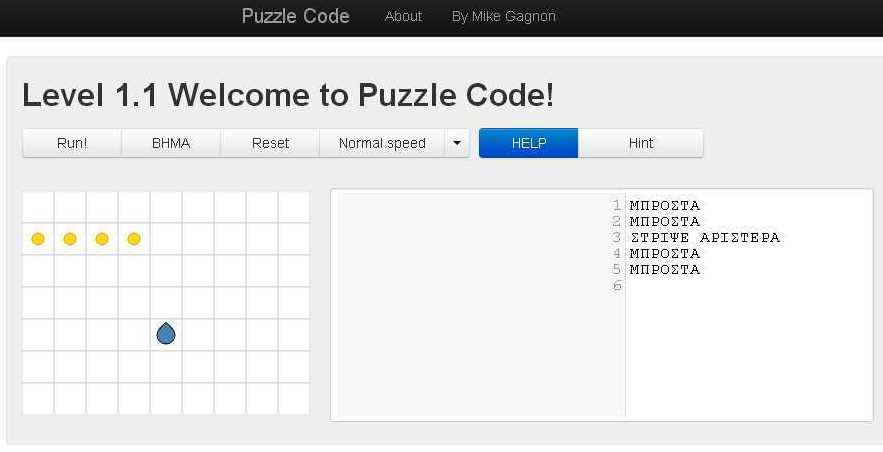 Puzzle Code About By Mike Gagnon
Level 1.1 Welcome to Puzzle Code!
Run! ΒΗΜΑ Reset Normal speed HELP Hint
1 ΜΠΡΟΣΤΑ
2 ΜΠΡΟΣΤΑ
3 ΣΤΡΙΨΕ ΑΡΙΣΤΕΡΑ
4 ΜΠΡΟΣΤΑ
5 ΜΠΡΟΣΤΑ
6